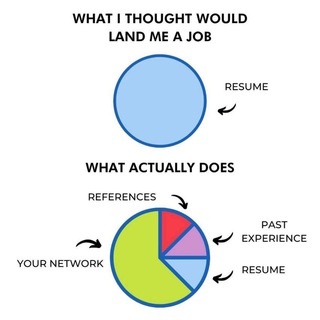 WHAT I THOUGHT WOULD
LAND ME A JOB
RESUME
WHAT ACTUALLY DOES
REFERENCES
PAST
EXPERIENCE
YOUR NETWORK
RESUME